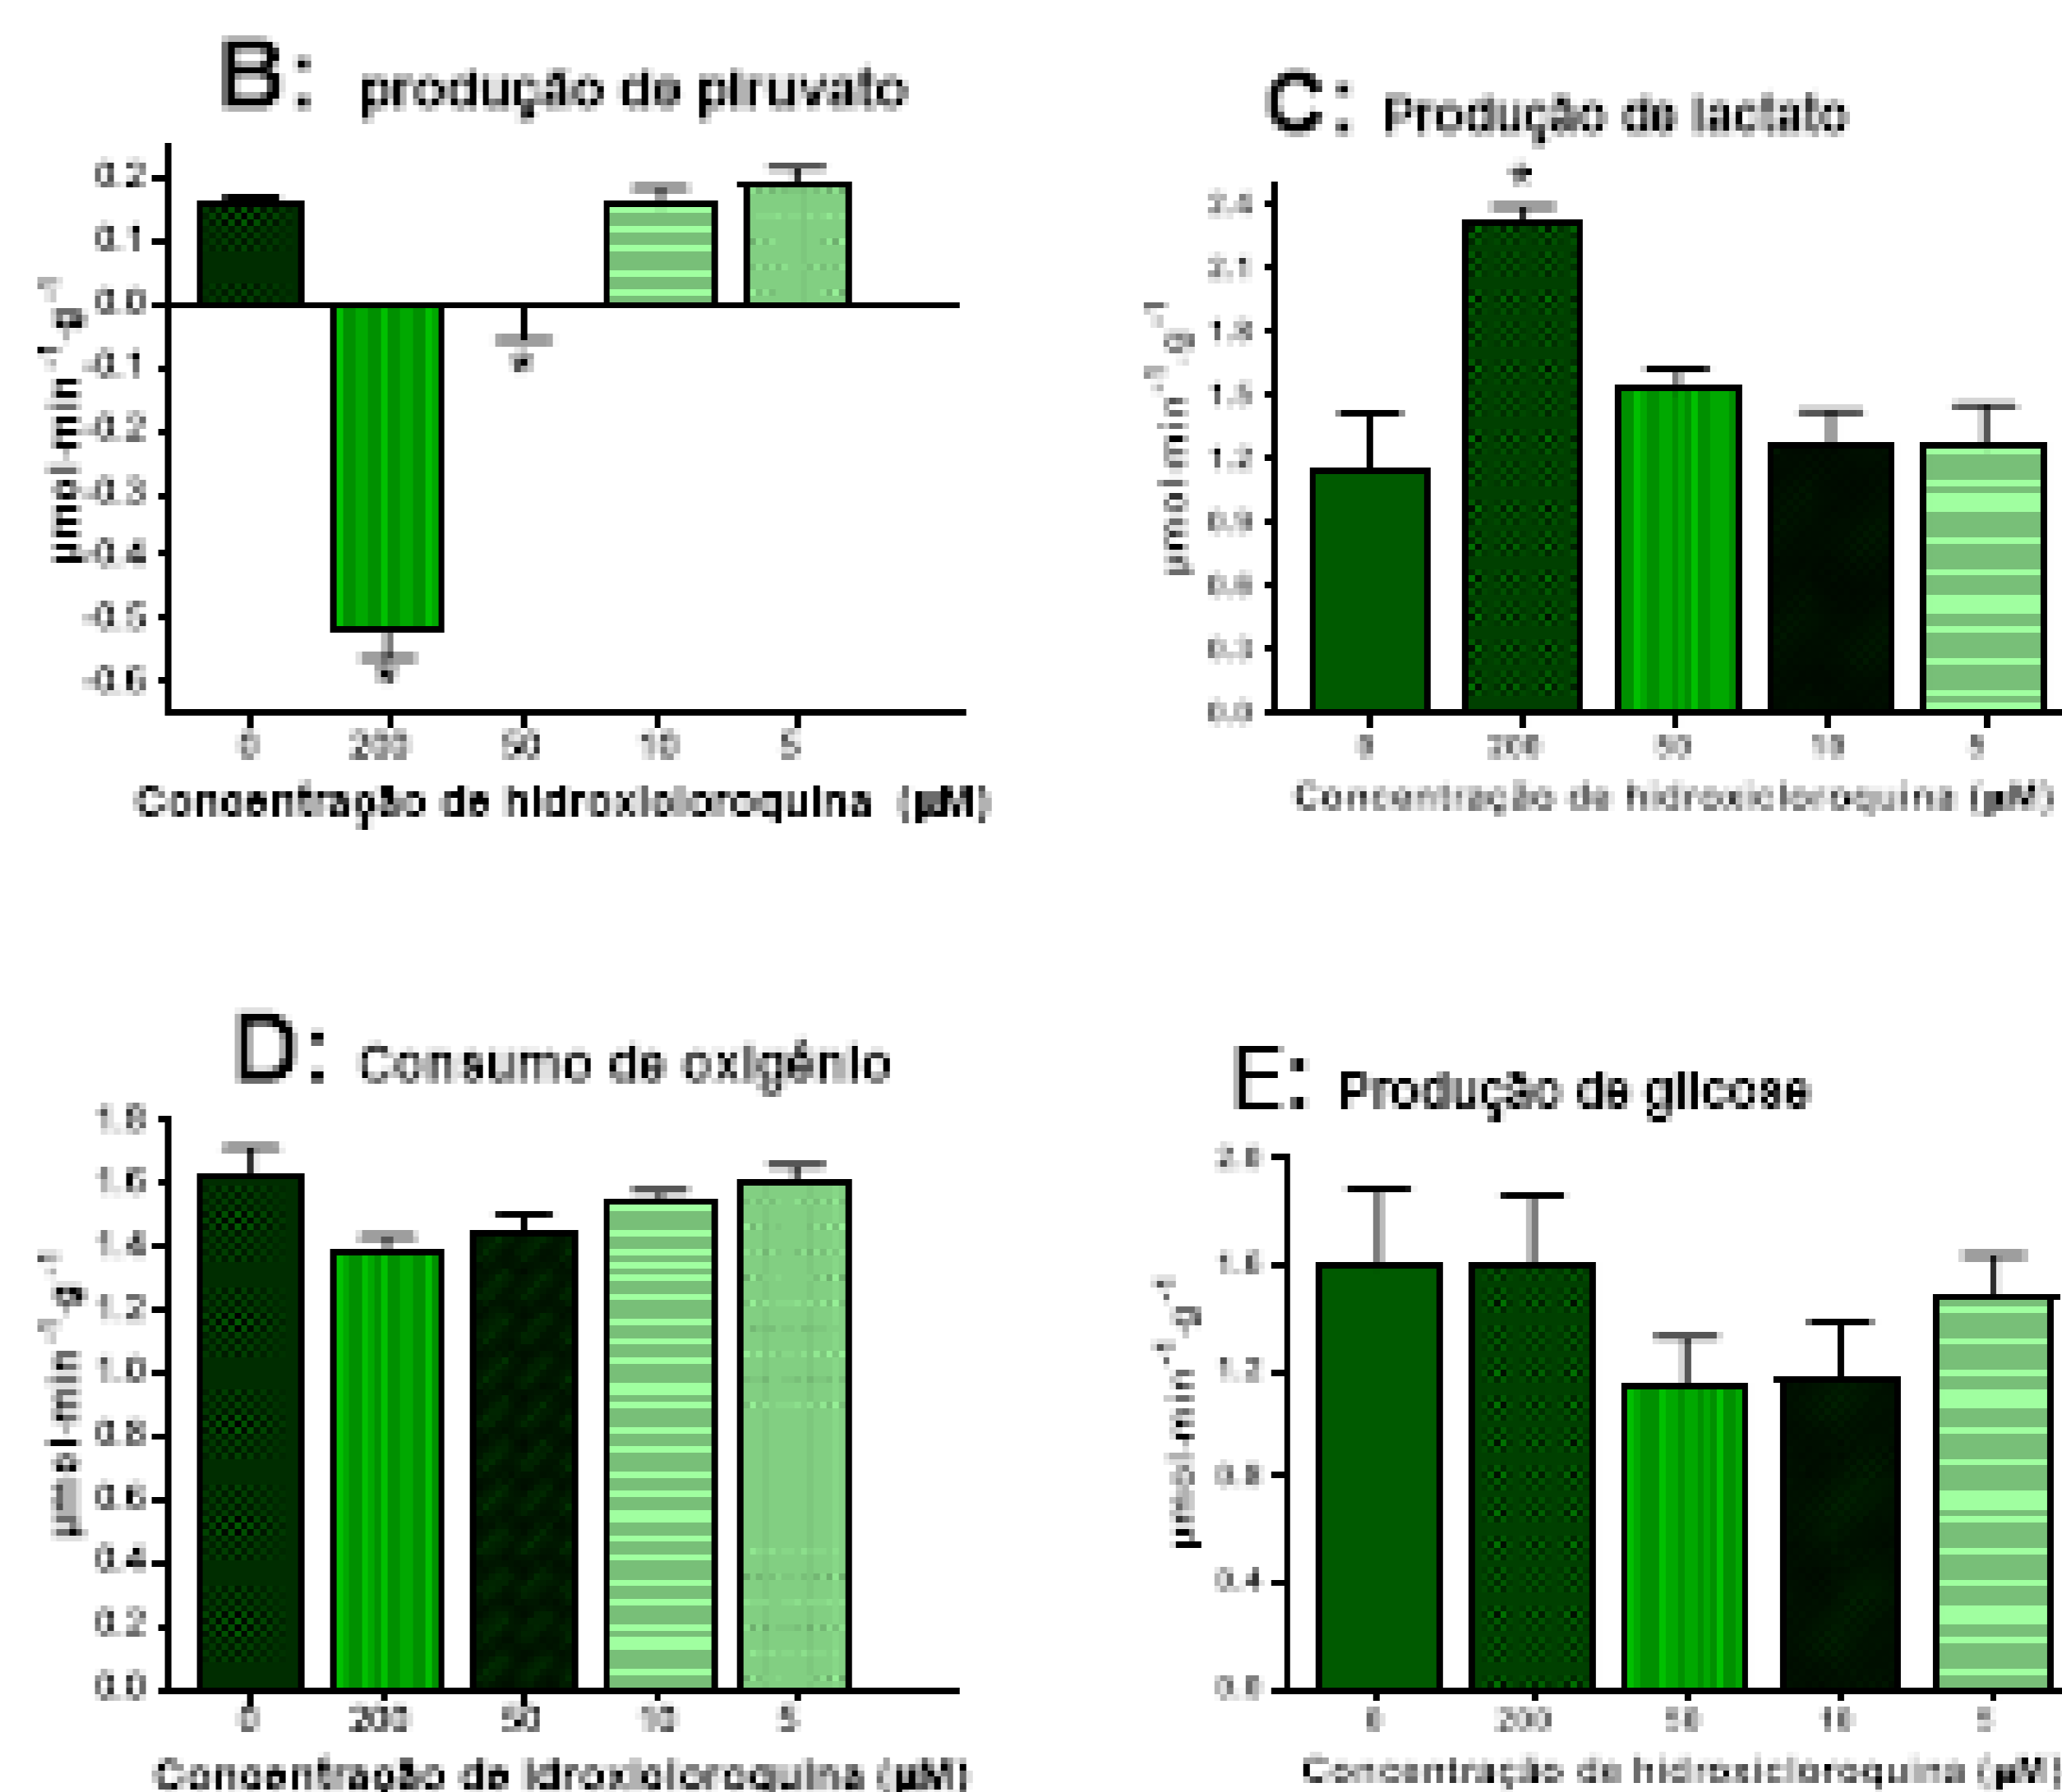 B: produção de piruvato
0.2
0.1
0.0
-0.1
-0.2
-0.3
-0.4
-0.5
-0.6
µmol·min⁻¹·g⁻¹
0 200 50 10 5
*
*
Concentração de hidroxicloroquina (µM)
C: Produção de lactato
*
2.4
2.1
1.8
1.5
1.2
0.9
0.6
0.3
0.0
µmol·min⁻¹·g⁻¹
0 200 50 10 5
Concentração de hidroxicloroquina (µM)
D: Consumo de oxigênio
1.8
1.6
1.4
1.2
1.0
0.8
0.6
0.4
0.2
0.0
µmol·min⁻¹·g⁻¹
0 200 50 10 5
Concentração de idroxicloroquina (µM)
E: Produção de glicose
2.0
1.6
1.2
0.8
0.4
0.0
µmol·min⁻¹·g⁻¹
0 200 50 10 5
Concentração de hidroxicloroquina (µM)